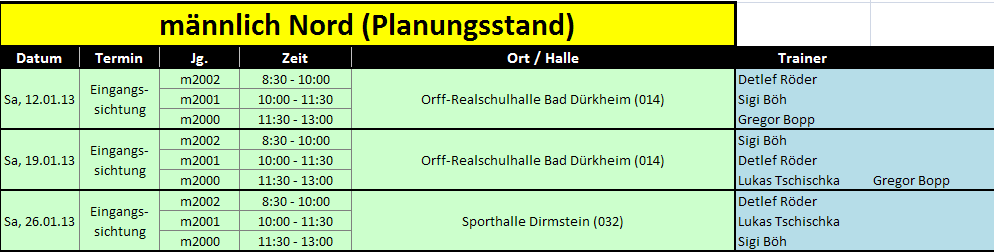 männlich Nord (Planungsstand)
Datum Termin Jg. Zeit Ort / Halle Trainer
Sa, 12.01.13 Eingangs-sichtung m2002 8:30 - 10:00 Orff-Realschulhalle Bad Dürkheim (014) Detlef Röder
m2001 10:00 - 11:30 Sigi Böh
m2000 11:30 - 13:00 Gregor Bopp
Sa, 19.01.13 Eingangs-sichtung m2002 8:30 - 10:00 Orff-Realschulhalle Bad Dürkheim (014) Sigi Böh
m2001 10:00 - 11:30 Detlef Röder
m2000 11:30 - 13:00 Lukas Tschischka Gregor Bopp
Sa, 26.01.13 Eingangs-sichtung m2002 8:30 - 10:00 Sporthalle Dirmstein (032) Detlef Röder
m2001 10:00 - 11:30 Lukas Tschischka
m2000 11:30 - 13:00 Sigi Böh